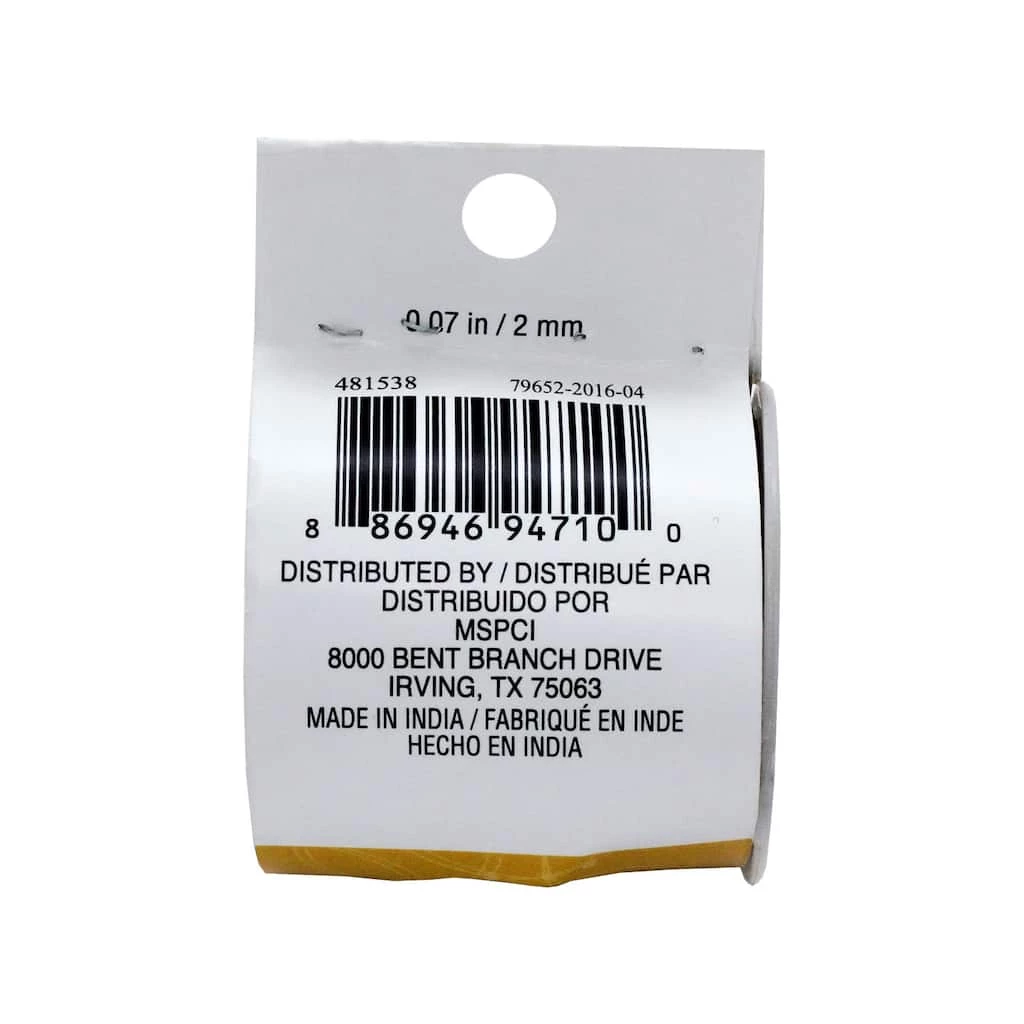 0.07 in / 2 mm
481538 79652-2016-04
8 86946 94710 0
DISTRIBUTED BY / DISTRIBUÉ PAR
DISTRIBUIDO POR
MSPCI
8000 BENT BRANCH DRIVE
IRVING, TX 75063
MADE IN INDIA / FABRIQUÉ EN INDE
HECHO EN INDIA